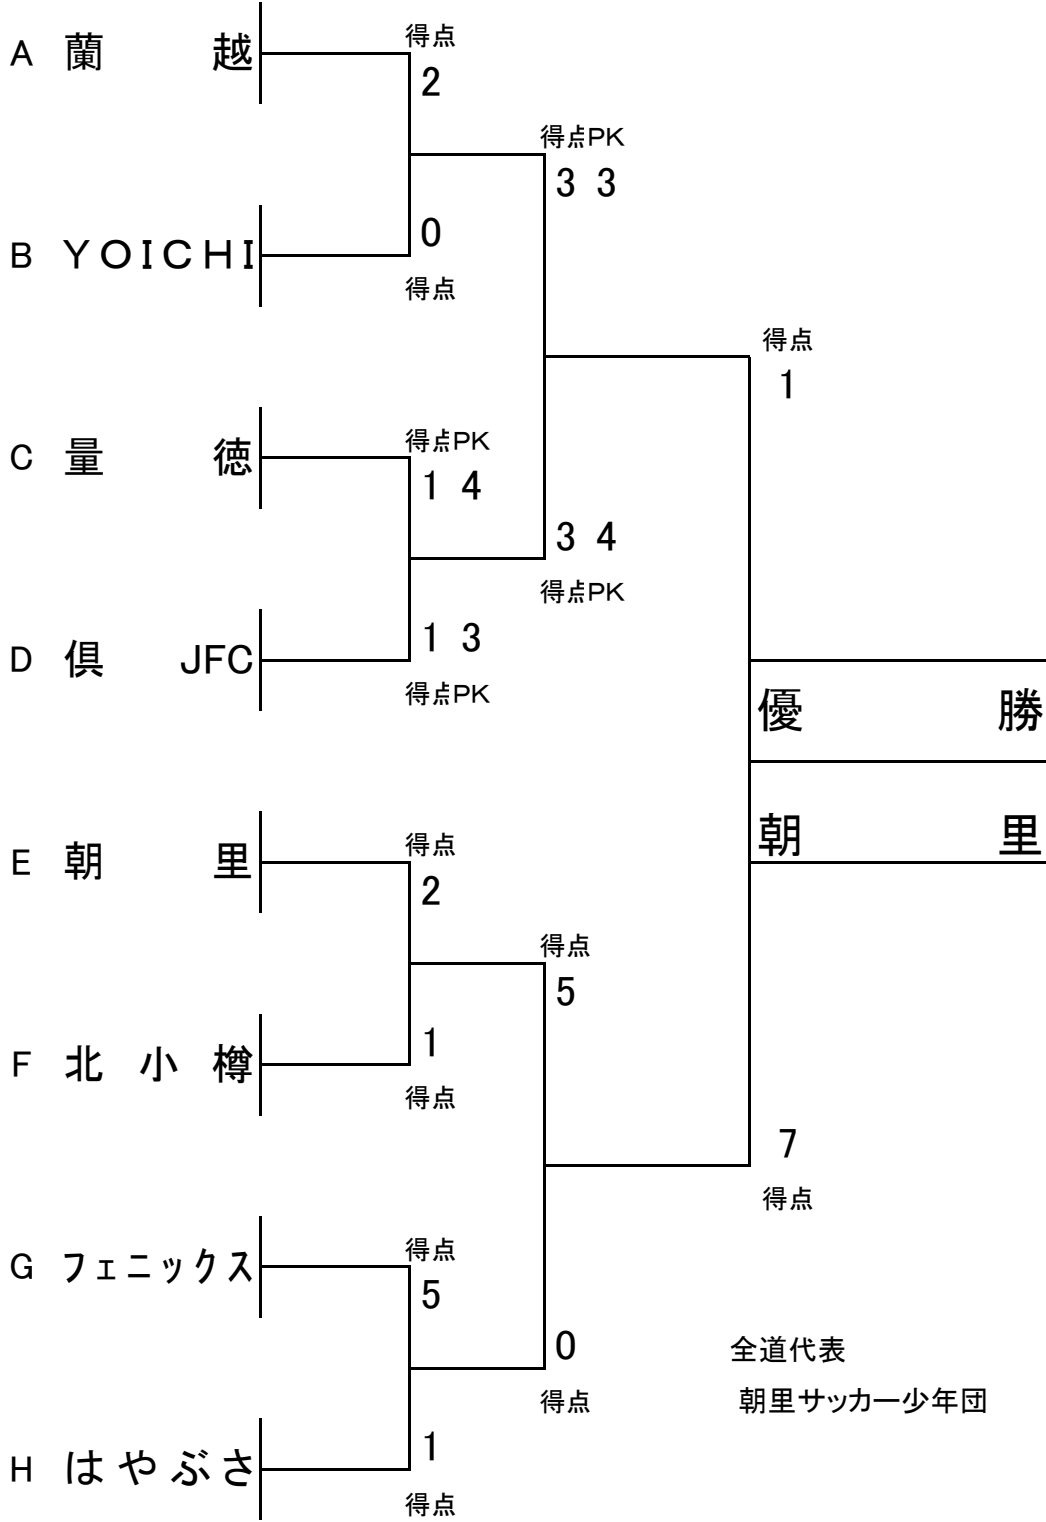 A 蘭越 得点
2
得点PK
3 3
B YOICHI 0
得点
得点
1
C 量徳 得点PK
1 4
3 4
得点PK
D 倶 JFC 1 3
得点PK
優勝
朝里
E 朝里 得点
2
得点
5
F 北小樽 1
得点
7
得点
G フェニックス 得点
5
0
得点
全道代表
朝里サッカー少年団
H はやぶさ 1
得点